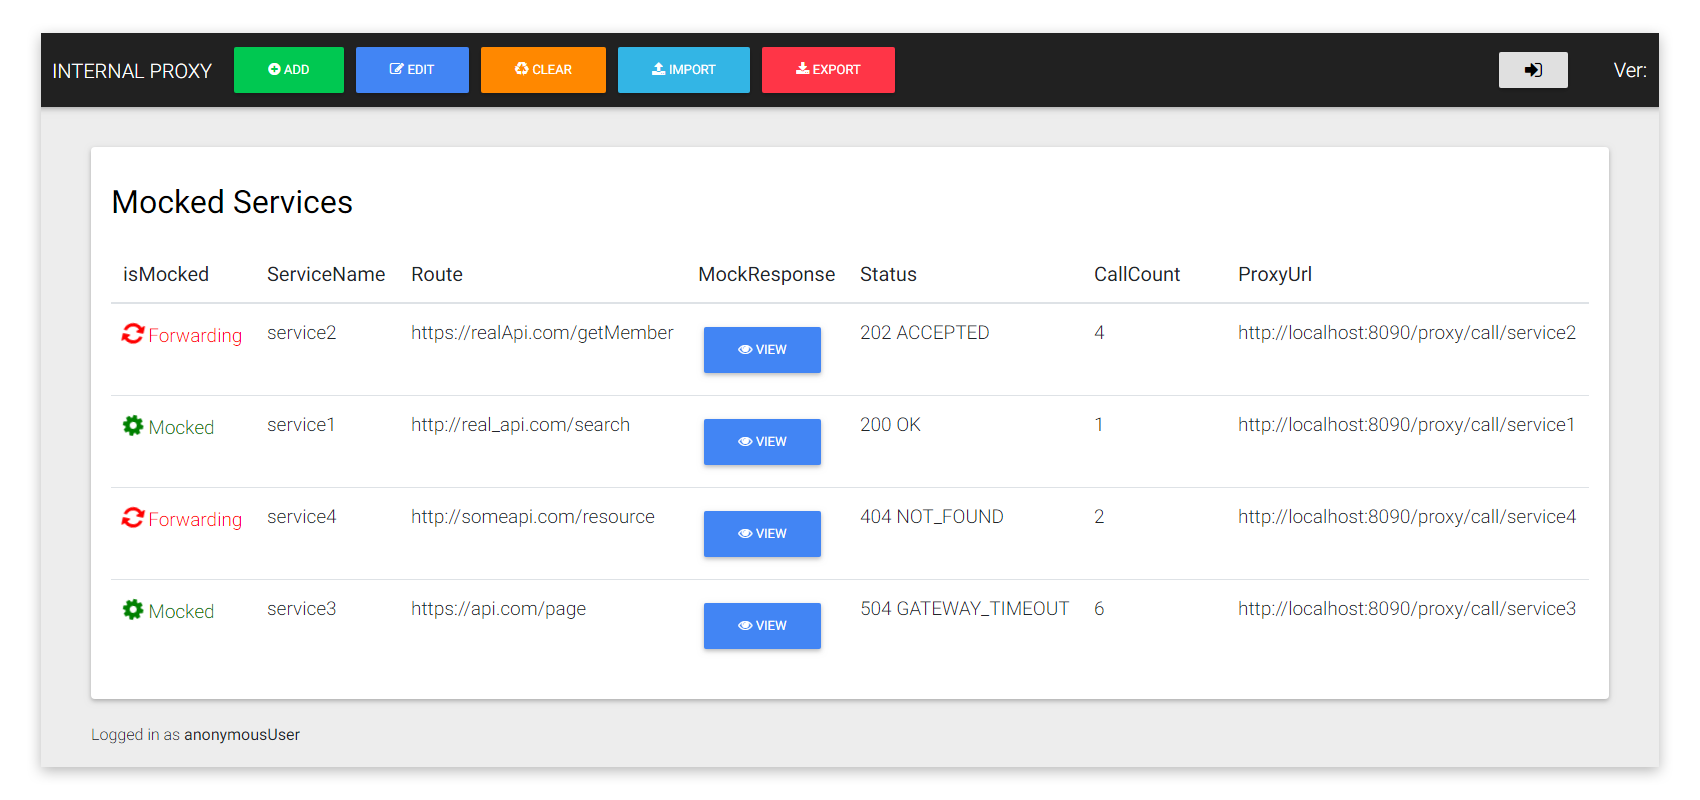 INTERNAL PROXY ADD EDIT CLEAR IMPORT EXPORT Ver:
Mocked Services
isMocked ServiceName Route MockResponse Status CallCount ProxyUrl
Forwarding service2 https://realApi.com/getMember VIEW 202 ACCEPTED 4 http://localhost:8090/proxy/call/service2
Mocked service1 http://real_api.com/search VIEW 200 OK 1 http://localhost:8090/proxy/call/service1
Forwarding service4 http://someapi.com/resource VIEW 404 NOT_FOUND 2 http://localhost:8090/proxy/call/service4
Mocked service3 https://api.com/page VIEW 504 GATEWAY_TIMEOUT 6 http://localhost:8090/proxy/call/service3
Logged in as anonymousUser